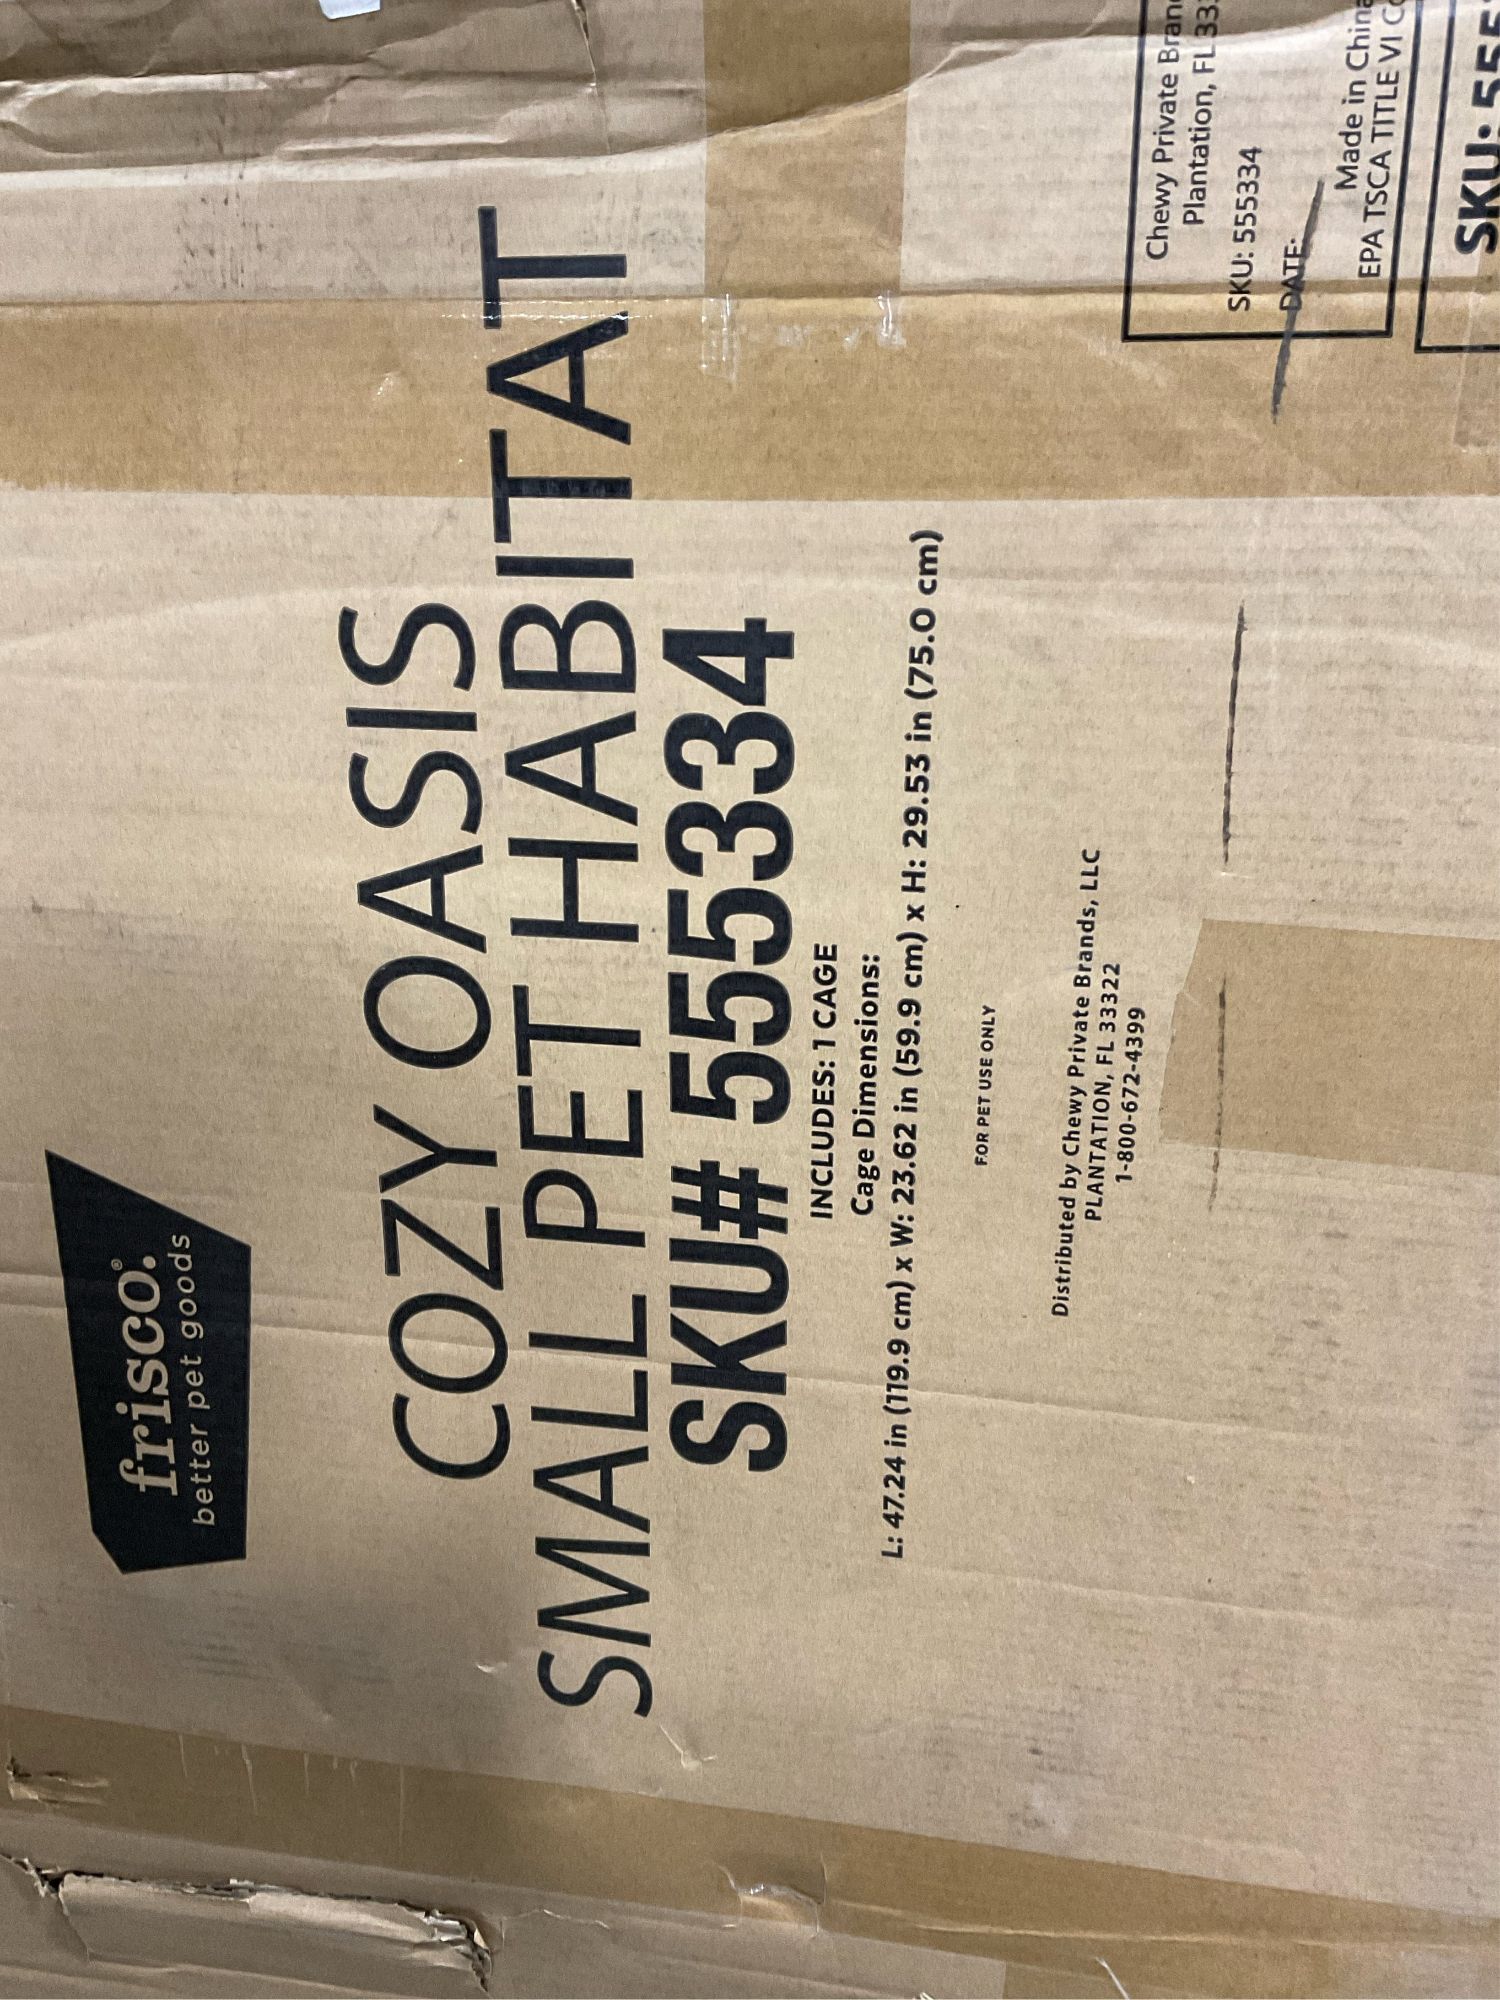 frisco®.
better pet goods
COZY OASIS
SMALL PET HABITAT
SKU# 555334
INCLUDES: 1 CAGE
Cage Dimensions:
L: 47.24 in (119.9 cm) x W: 23.62 in (59.9 cm) x H: 29.53 in (75.0 cm)
FOR PET USE ONLY
Distributed by Chewy Private Brands, LLC
PLANTATION, FL 33322
1-800-672-4399
Chewy Private
Plantation, FL
SKU: 555334
DATE:
Made in China
EPA TSCA TITLE VI
SKU: